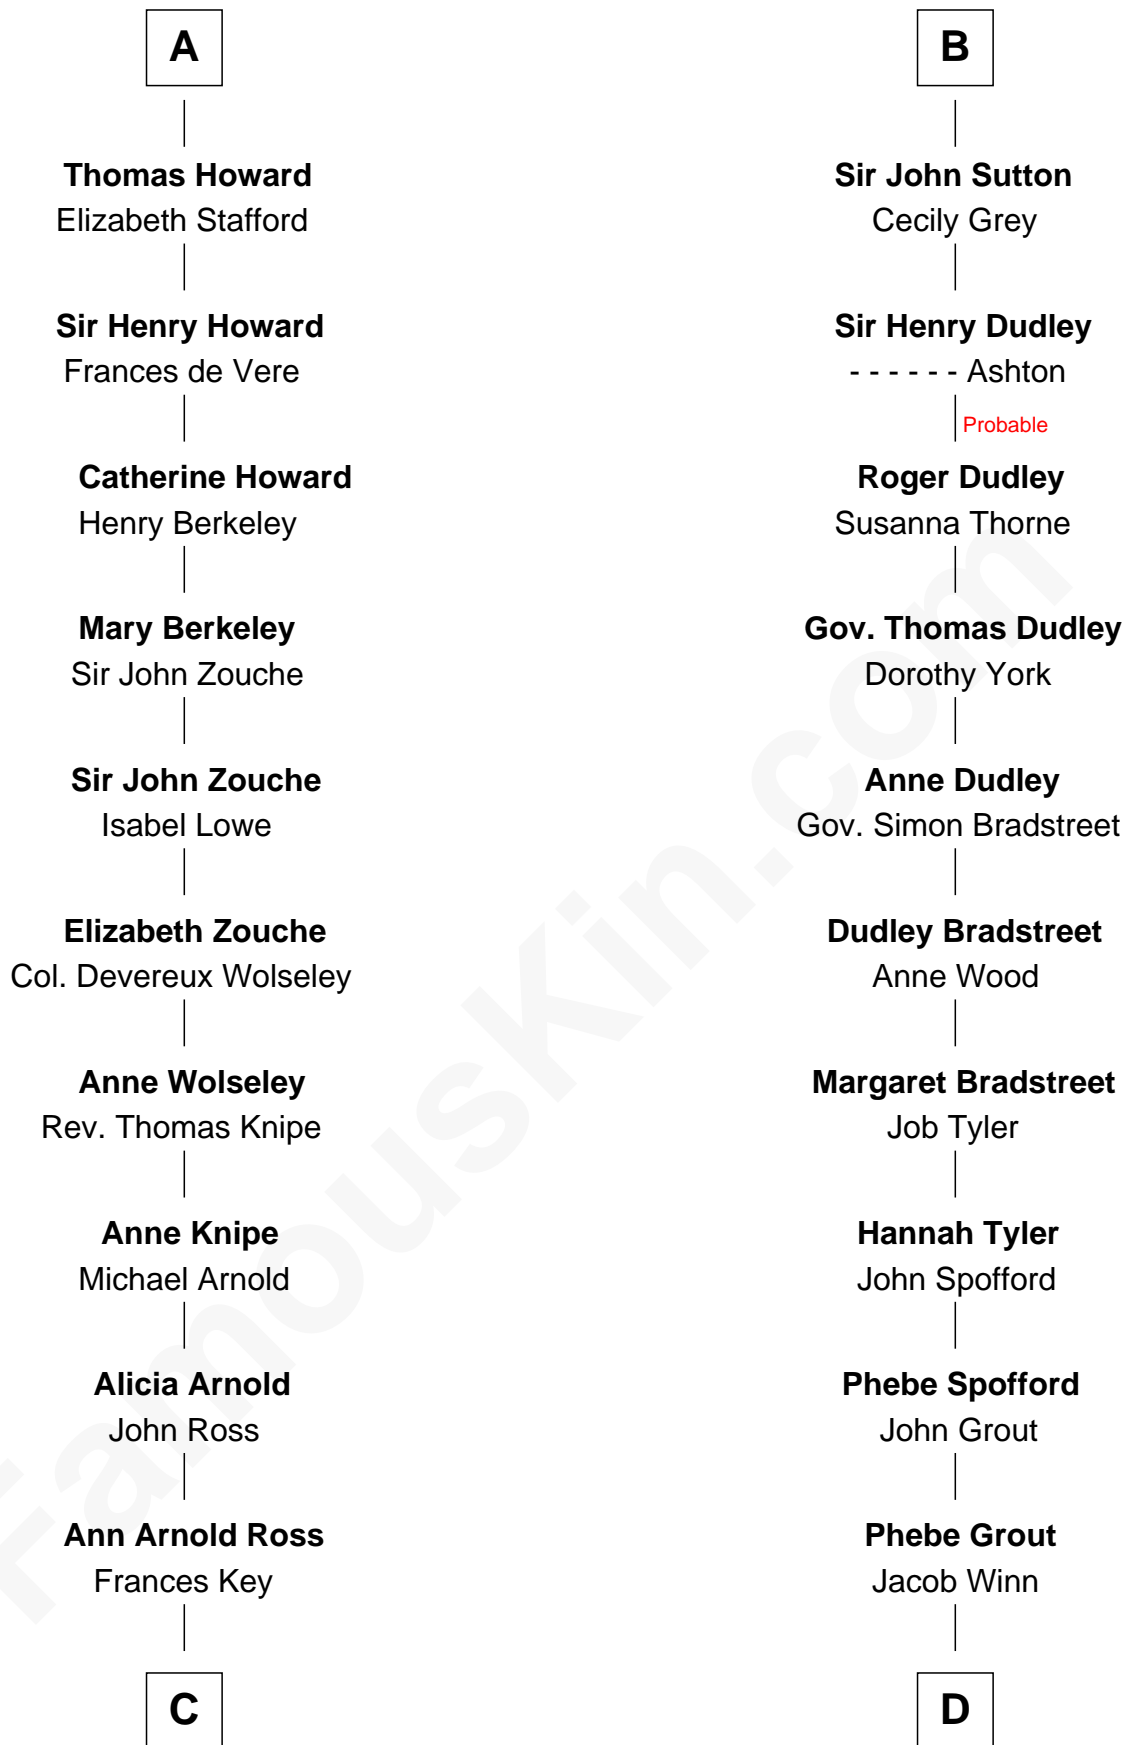 A
Thomas Howard
Elizabeth Stafford
Sir Henry Howard
Frances de Vere
Catherine Howard
Henry Berkeley
Mary Berkeley
Sir John Zouche
Sir John Zouche
Isabel Lowe
Elizabeth Zouche
Col. Devereux Wolseley
Anne Wolseley
Rev. Thomas Knipe
Anne Knipe
Michael Arnold
Alicia Arnold
John Ross
Ann Arnold Ross
Frances Key
C
B
Sir John Sutton
Cecily Grey
Sir Henry Dudley
- - - - - - Ashton
Probable
Roger Dudley
Susanna Thorne
Gov. Thomas Dudley
Dorothy York
Anne Dudley
Gov. Simon Bradstreet
Dudley Bradstreet
Anne Wood
Margaret Bradstreet
Job Tyler
Hannah Tyler
John Spofford
Phebe Spofford
John Grout
Phebe Grout
Jacob Winn
D
FamousKin.com